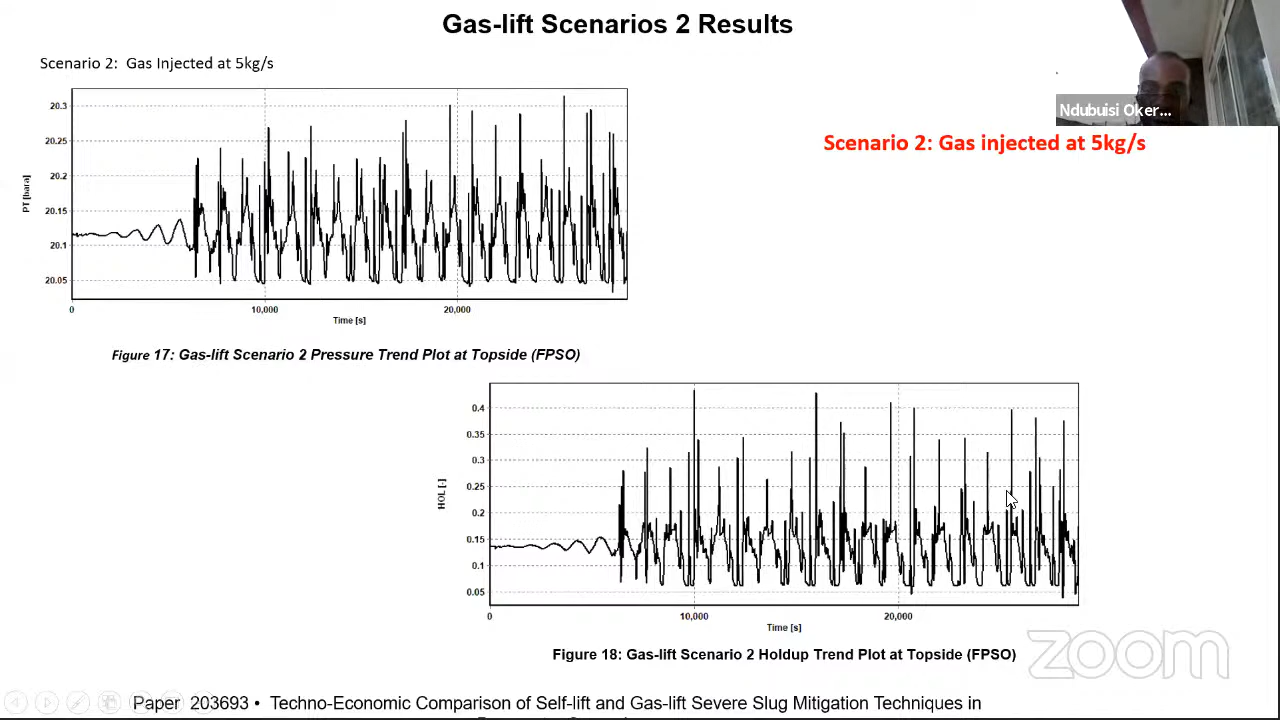 Gas-lift Scenarios 2 Results
Scenario 2:  Gas Injected at 5kg/s
Ndubuisi Oker...
Scenario 2: Gas injected at 5kg/s
20.3
20.25
20.2
20.15
20.1
20.05
PT [bara]
0
10,000
20,000
Time [s]
Figure 17: Gas-lift Scenario 2 Pressure Trend Plot at Topside (FPSO)
0.4
0.35
0.3
0.25
0.2
0.15
0.1
0.05
HOL [-]
0
10,000
20,000
Time [s]
Figure 18: Gas-lift Scenario 2 Holdup Trend Plot at Topside (FPSO)
zoom
Paper  203693 •  Techno-Economic Comparison of Self-lift and Gas-lift Severe Slug Mitigation Techniques in